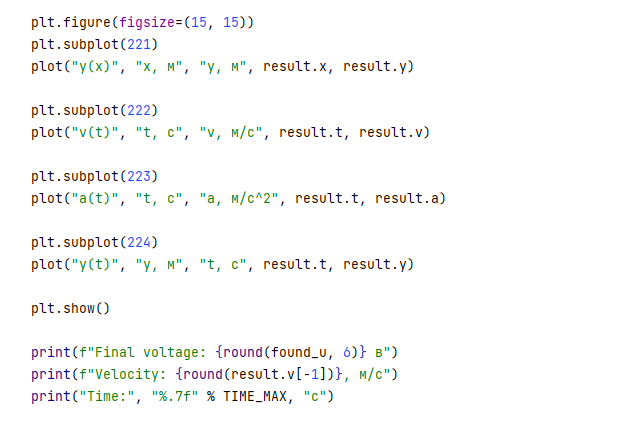 plt.figure(figsize=(15, 15))
plt.subplot(221)
plot("y(x)", "x, м", "y, м", result.x, result.y)
plt.subplot(222)
plot("v(t)", "t, c", "v, м/c", result.t, result.v)
plt.subplot(223)
plot("a(t)", "t, c", "a, м/c^2", result.t, result.a)
plt.subplot(224)
plot("y(t)", "y, м", "t, c", result.t, result.y)
plt.show()
print(f"Final voltage: {round(found_u, 6)} в")
print(f"Velocity: {round(result.v[-1])}, м/c")
print("Time:", "%.7f" % TIME_MAX, "c")